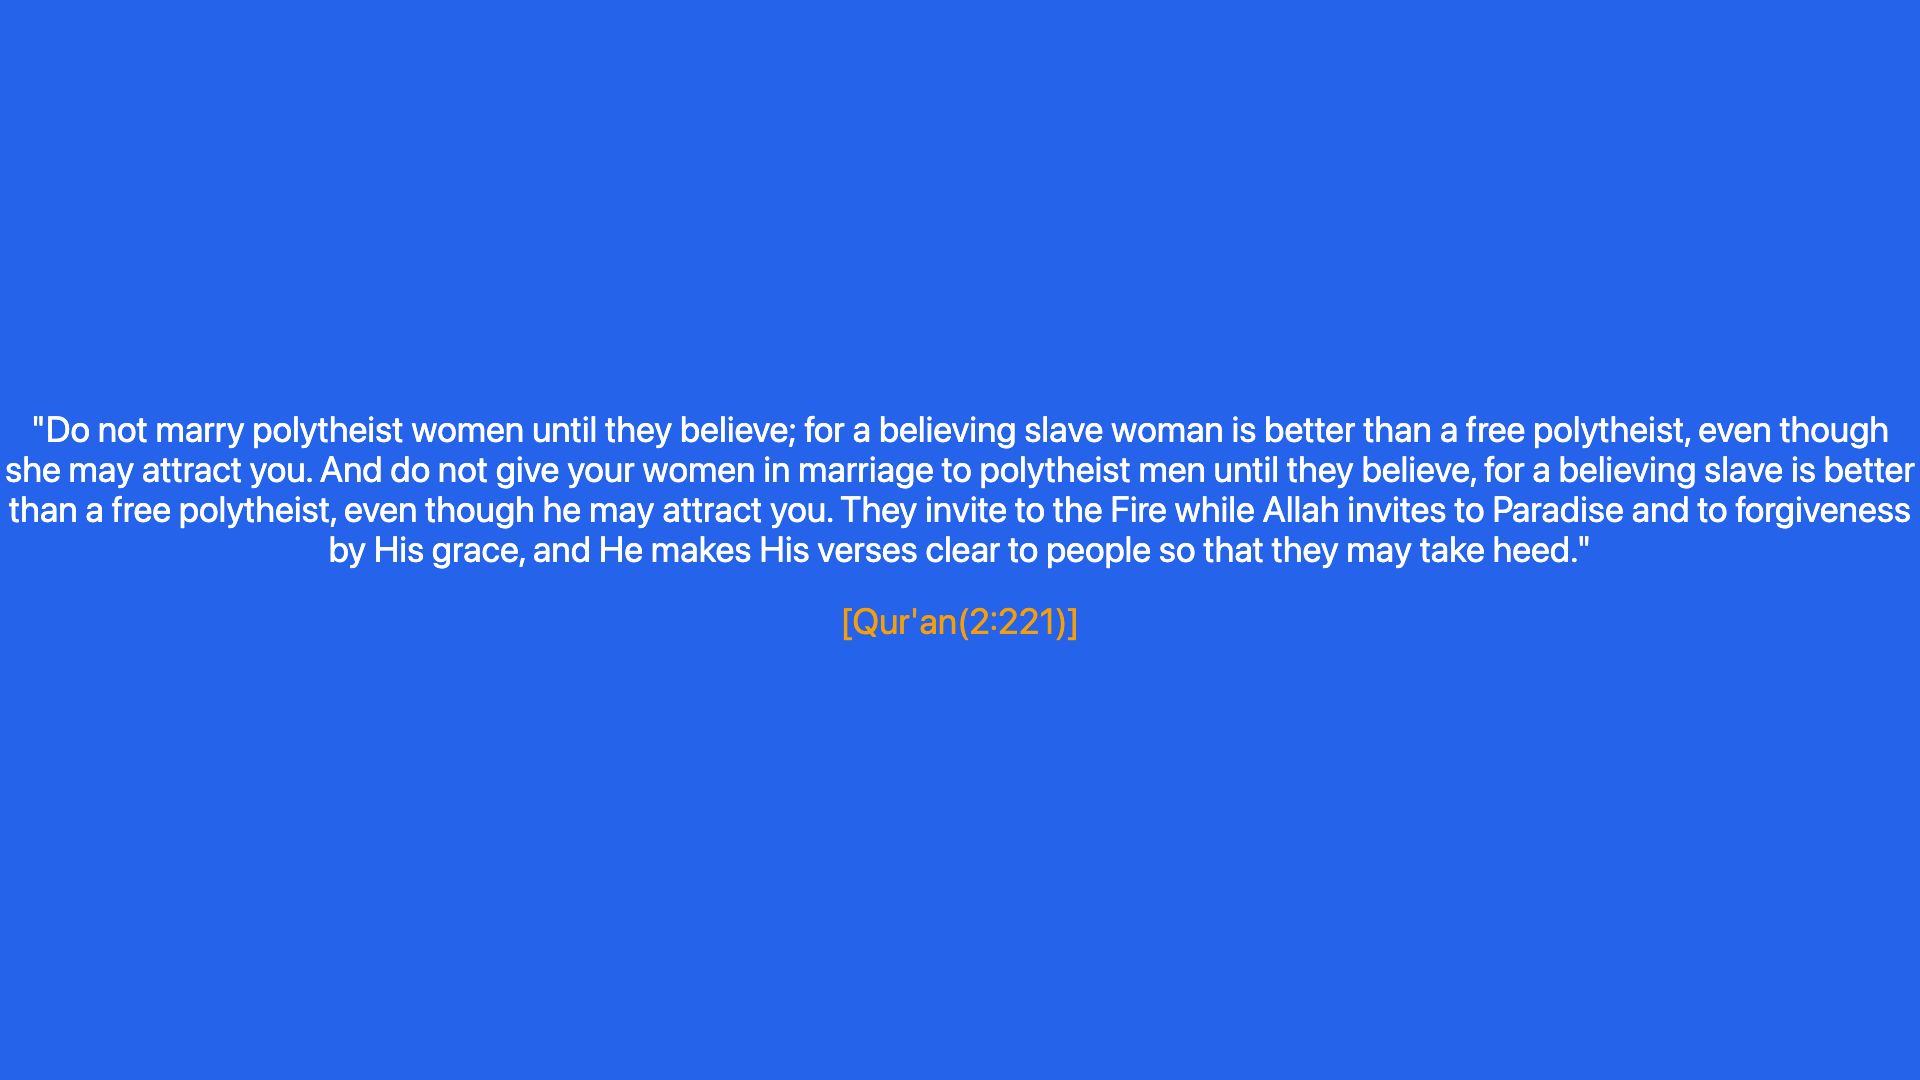 "Do not marry polytheist women until they believe; for a believing slave woman is better than a free polytheist, even though
she may attract you. And do not give your women in marriage to polytheist men until they believe, for a believing slave is better
than a free polytheist, even though he may attract you. They invite to the Fire while Allah invites to Paradise and to forgiveness
by His grace, and He makes His verses clear to people so that they may take heed."
[Qur'an(2:221)]